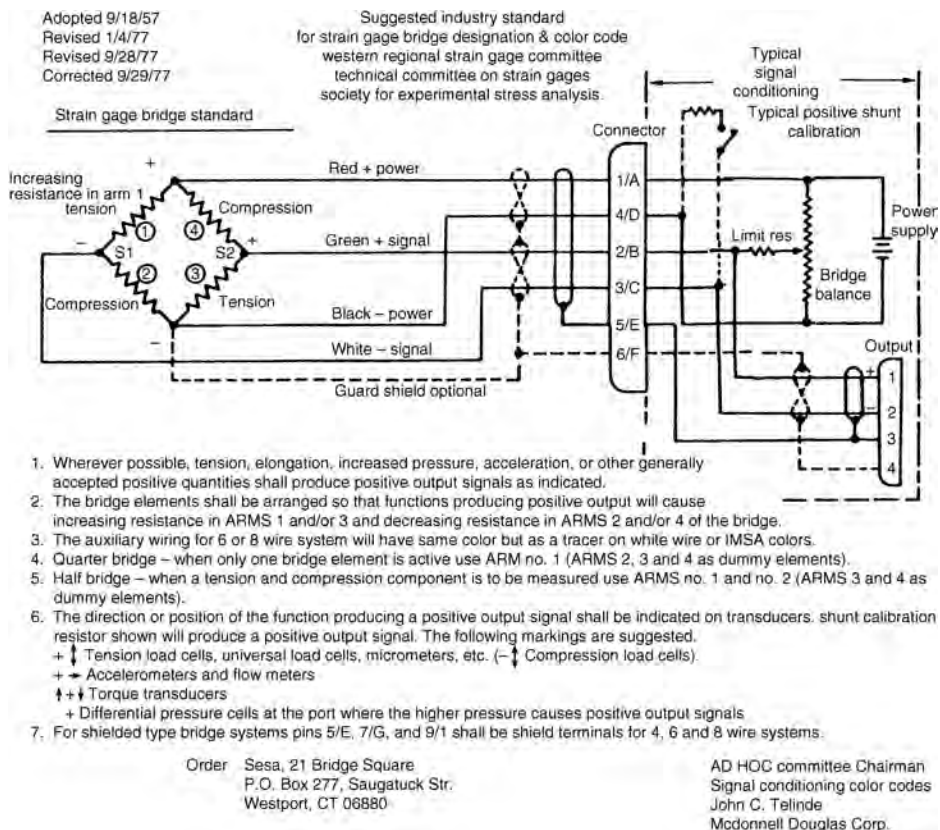 Adopted 9/18/57
Revised 1/4/77
Revised 9/28/77
Corrected 9/29/77
Suggested industry standard
for strain gage bridge designation & color code
western regional strain gage committee
technical committee on strain gages
society for experimental stress analysis.
Strain gage bridge standard
Typical
signal
conditioning
Typical positive shunt
calibration
Connector
Increasing
resistance in arm 1
tension
+
Compression
1
4
−
S1
S2
+
2
3
Compression
Tension
−
Red + power
Green + signal
Black – power
White – signal
Guard shield optional
1/A
4/D
2/B
3/C
5/E
6/F
Limit res
Bridge
balance
Power
supply
Output
+
1
−
2
3
4
1. Wherever possible, tension, elongation, increased pressure, acceleration, or other generally
accepted positive quantities shall produce positive output signals as indicated.
2. The bridge elements shall be arranged so that functions producing positive output will cause
increasing resistance in ARMS 1 and/or 3 and decreasing resistance in ARMS 2 and/or 4 of the bridge.
3. The auxiliary wiring for 6 or 8 wire system will have same color but as a tracer on white wire or IMSA colors.
4. Quarter bridge – when only one bridge element is active use ARM no. 1 (ARMS 2, 3 and 4 as dummy elements).
5. Half bridge – when a tension and compression component is to be measured use ARMS no. 1 and no. 2 (ARMS 3 and 4 as
dummy elements).
6. The direction or position of the function producing a positive output signal shall be indicated on transducers. shunt calibration
resistor shown will produce a positive output signal. The following markings are suggested.
+ ↕ Tension load cells, universal load cells, micrometers, etc. (–↕ Compression load cells).
+ → Accelerometers and flow meters
↑+↓ Torque transducers
+ Differential pressure cells at the port where the higher pressure causes positive output signals
7. For shielded type bridge systems pins 5/E, 7/G, and 9/1 shall be shield terminals for 4, 6 and 8 wire systems.
Order Sesa, 21 Bridge Square
P.O. Box 277, Saugatuck Str.
Westport, CT 06880
AD HOC committee Chairman
Signal conditioning color codes
John C. Telinde
Mcdonnell Douglas Corp.